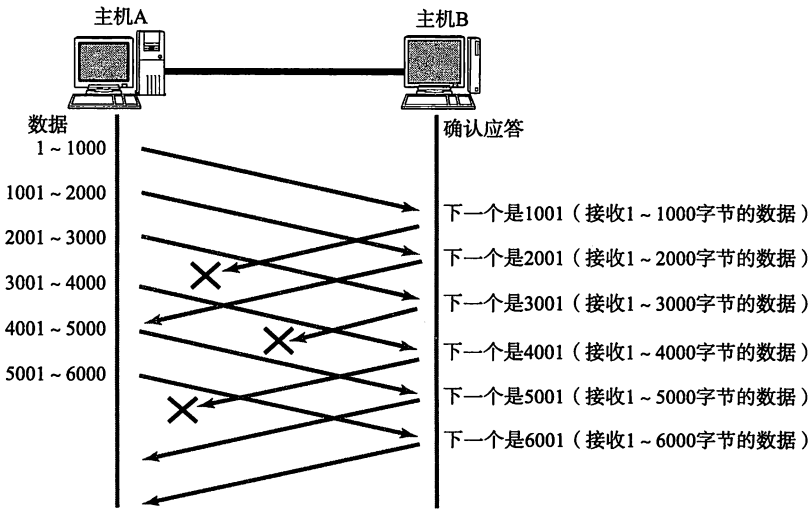 主机A
主机B
数据
确认应答
1～1000
1001～2000
2001～3000
3001～4000
4001～5000
5001～6000
下一个是1001（接收1～1000字节的数据）
下一个是2001（接收1～2000字节的数据）
下一个是3001（接收1～3000字节的数据）
下一个是4001（接收1～4000字节的数据）
下一个是5001（接收1～5000字节的数据）
下一个是6001（接收1～6000字节的数据）